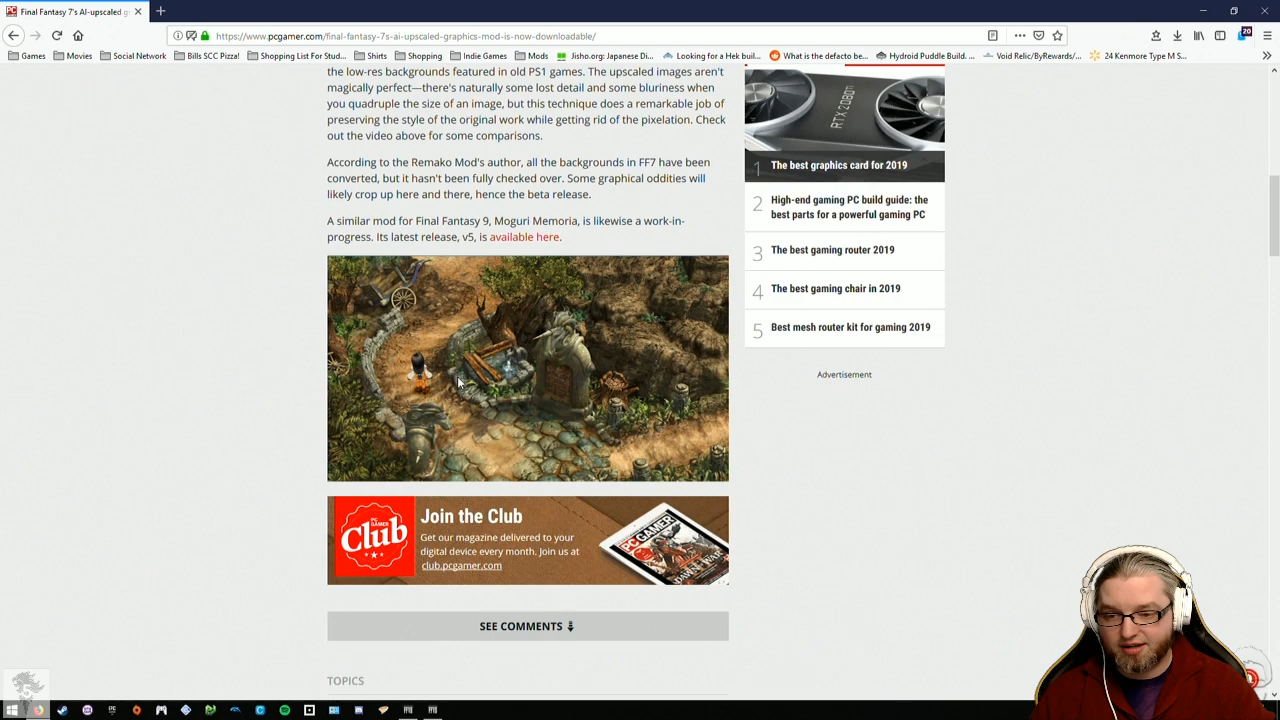 Final Fantasy 7's AI-upscaled gr
https://www.pcgamer.com/final-fantasy-7s-ai-upscaled-graphics-mod-is-now-downloadable/
20
Games Movies Social Network Bills SCC Pizza! Shopping List For Stud... Shirts Shopping Indie Games Mods Jisho.org: Japanese Di... Looking for a Hek buil... What is the defacto be... Hydroid Puddle Build. ... Void Relic/ByRewards/... 24 Kenmore Type M S...
the low-res backgrounds featured in old PS1 games. The upscaled images aren't
magically perfect—there's naturally some lost detail and some bluriness when
you quadruple the size of an image, but this technique does a remarkable job of
preserving the style of the original work while getting rid of the pixelation. Check
out the video above for some comparisons.
According to the Remako Mod's author, all the backgrounds in FF7 have been
converted, but it hasn't been fully checked over. Some graphical oddities will
likely crop up here and there, hence the beta release.
A similar mod for Final Fantasy 9, Moguri Memoria, is likewise a work-in-
progress. Its latest release, v5, is available here.
PC GAMER
Club
Join the Club
Get our magazine delivered to your
digital device every month. Join us at
club.pcgamer.com
PC GAMER
DAWN OF WAR
SEE COMMENTS
TOPICS
RTX 2080
1 The best graphics card for 2019
2 High-end gaming PC build guide: the
best parts for a powerful gaming PC
3 The best gaming router 2019
4 The best gaming chair in 2019
5 Best mesh router kit for gaming 2019
Advertisement